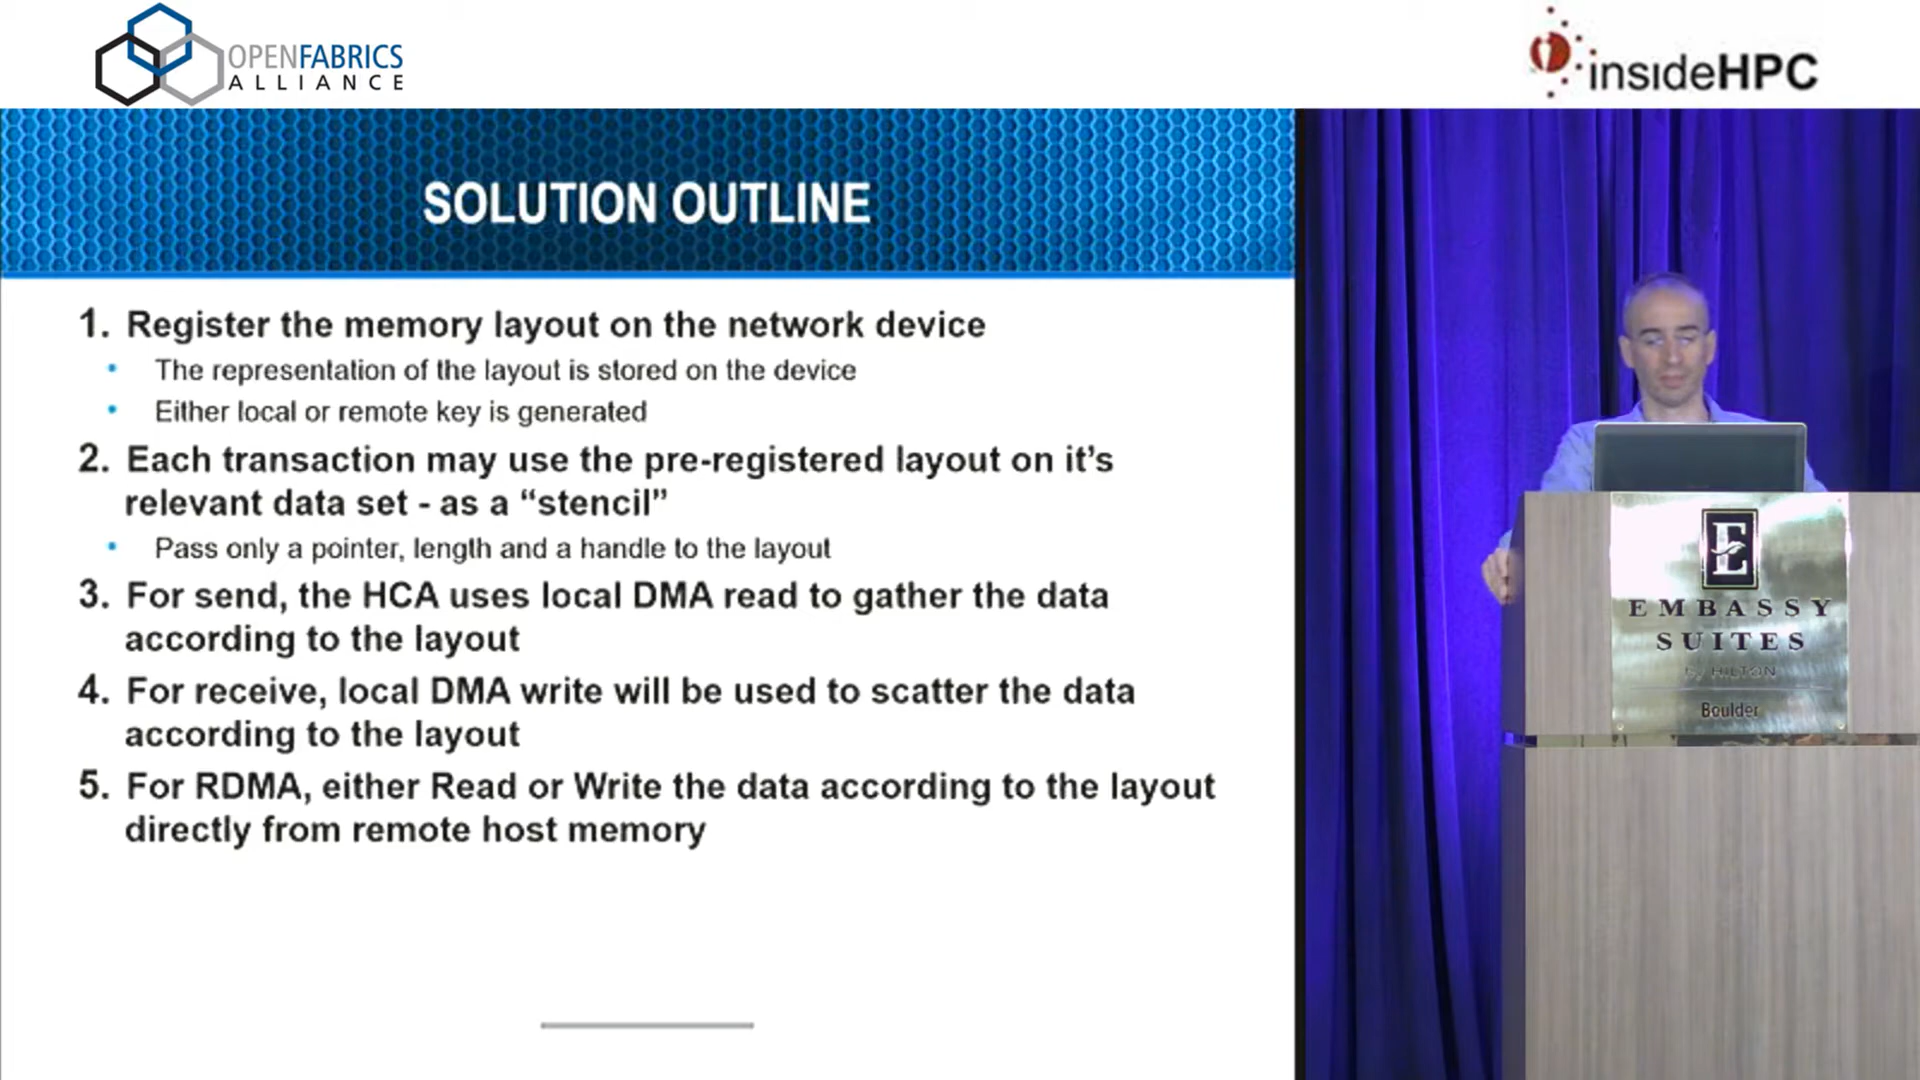 OPENFABRICS
ALLIANCE
insideHPC
SOLUTION OUTLINE
1. Register the memory layout on the network device
• The representation of the layout is stored on the device
• Either local or remote key is generated
2. Each transaction may use the pre-registered layout on it's
relevant data set - as a “stencil”
• Pass only a pointer, length and a handle to the layout
3. For send, the HCA uses local DMA read to gather the data
according to the layout
4. For receive, local DMA write will be used to scatter the data
according to the layout
5. For RDMA, either Read or Write the data according to the layout
directly from remote host memory
E
EMBASSY
SUITES
by HILTON
Boulder